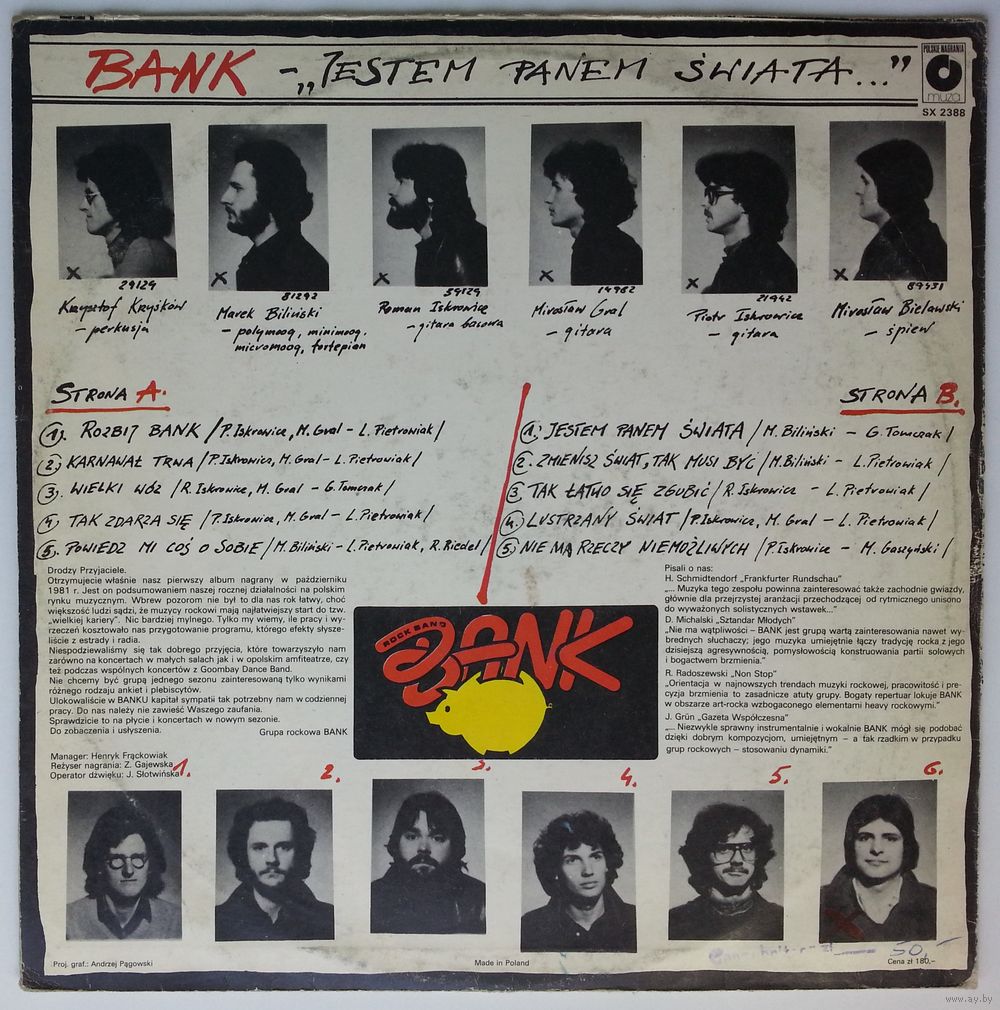 BANK – „JESTEM PANEM ŚWIATA..."
POLSKIE NAGRANIA
muza
SX 2388
29129
81292
59129
14962
21942
89431
Krzysztof Kryśków
– perkusja
Marek Biliński
– polymoog, minimoog,
micromoog, fortepian
Roman Iskrowicz
– gitara basowa
Mirosław Gral
– gitara
Piotr Iskrowicz
– gitara
Mirosław Bielawski
– śpiew
STRONA A.
1). ROZBIJ BANK /P. Iskrowicz, M. Gral – L. Pietrowiak/
2. KARNAWAŁ TRWA /P. Iskrowicz, M. Gral – L. Pietrowiak/
3). WIELKI WÓZ /R. Iskrowicz, M. Gral – G. Tomczak/
4) TAK ZDARZA SIĘ /P. Iskrowicz, M. Gral – L. Pietrowiak/
5. POWIEDZ MI COŚ O SOBIE /M. Biliński – L. Pietrowiak, R. Riedel/
STRONA B.
1. JESTEM PANEM ŚWIATA /M. Biliński – G. Tomczak/
2. ZMIENISZ ŚWIAT, TAK MUSI BYĆ /M. Biliński – L. Pietrowiak/
3 TAK ŁATWO SIĘ ZGUBIĆ /R. Iskrowicz – L. Pietrowiak/
4. LUSTRZANY ŚWIAT /P. Iskrowicz, M. Gral – L. Pietrowiak/
5. NIE MA RZECZY NIEMOŻLIWYCH /P. Iskrowicz – M. Gaszyński/
Drodzy Przyjaciele.
Otrzymujecie właśnie nasz pierwszy album nagrany w październiku
1981 r. Jest on podsumowaniem naszej rocznej działalności na polskim
rynku muzycznym. Wbrew pozorom nie był to dla nas rok łatwy, choć
większość ludzi sądzi, że muzycy rockowi mają najłatwiejszy start do tzw.
„wielkiej kariery". Nic bardziej mylnego. Tylko my wiemy, ile pracy i wy-
rzeczeń kosztowało nas przygotowanie programu, którego efekty słysze-
liście z estrady i radia.
Niespodziewaliśmy się tak dobrego przyjęcia, które towarzyszyło nam
zarówno na koncertach w małych salach jak i w opolskim amfiteatrze, czy
też podczas wspólnych koncertów z Goombay Dance Band.
Nie chcemy być grupą jednego sezonu zainteresowaną tylko wynikami
różnego rodzaju ankiet i plebiscytów.
Ulokowaliście w BANKU kapitał sympatii tak potrzebny nam w codziennej
pracy. Do nas należy nie zawieść Waszego zaufania.
Sprawdzicie to na płycie i koncertach w nowym sezonie.
Do zobaczenia i usłyszenia.
Grupa rockowa BANK
Manager: Henryk Frąckowiak
Reżyser nagrania: Z. Gajewska
Operator dźwięku: J. Słotwińska
ROCK BAND
BANK
Pisali o nas:
H. Schmidtendorf „Frankfurter Rundschau"
„... Muzyka tego zespołu powinna zainteresować także zachodnie gwiazdy,
głównie dla przejrzystej aranżacji przechodzącej od rytmicznego unisono
do wyważonych solistycznych wstawek..."
D. Michalski „Sztandar Młodych"
„Nie ma wątpliwości – BANK jest grupą wartą zainteresowania nawet wy-
brednych słuchaczy; jego muzyka umiejętnie łączy tradycję rocka z jego
dzisiejszą agresywnością, pomysłowością konstruowania partii solowych
i bogactwem brzmienia."
R. Radoszewski „Non Stop"
„Orientacja w najnowszych trendach muzyki rockowej, pracowitość i pre-
cyzja brzmienia to zasadnicze atuty grupy. Bogaty repertuar lokuje BANK
w obszarze art-rocka wzbogaconego elementami heavy rockowymi."
J. Grün „Gazeta Współczesna"
„... Niezwykle sprawny instrumentalnie i wokalnie BANK mógł się podobać
dzięki dobrym kompozycjom, umiejętnym – a tak rzadkim w przypadku
grup rockowych – stosowaniu dynamiki."
1.
2.
3.
4.
5.
6.
Proj. graf.: Andrzej Pągowski
Made in Poland
50,-
Cena zł 180,-
www.ay.by